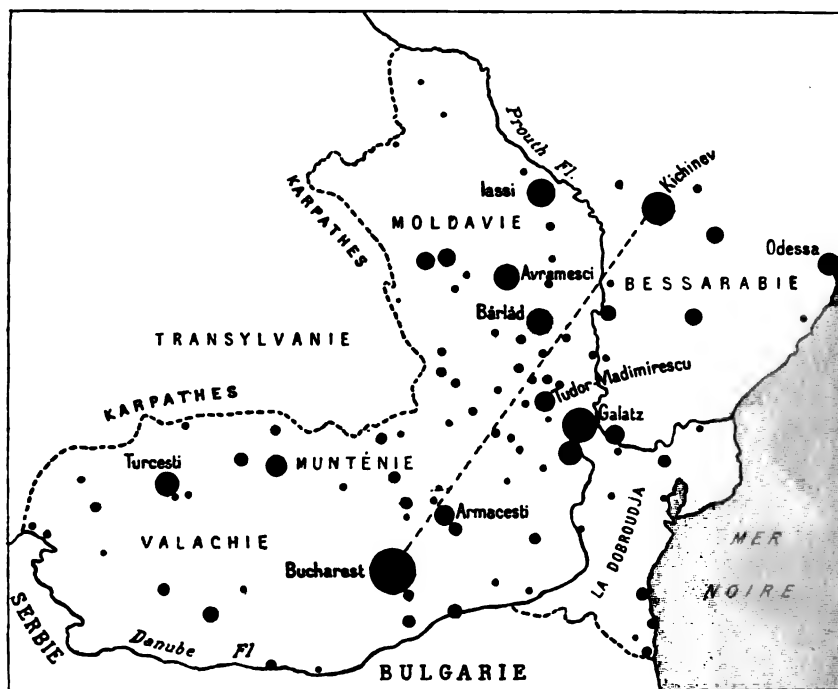 Prouth Fl.
Iassi
Kichinev
KARPATHES
MOLDAVIE
Odessa
Avramesci
BESSARABIE
Bârlâd
TRANSYLVANIE
Tudor Madimirescu
KARPATHES
Galatz
Turcesti
MUNTÉNIE
Armacesti
VALACHIE
LA DOBROUDJA
MER
NOIRE
Bucharest
SERBIE
Danube Fl
BULGARIE